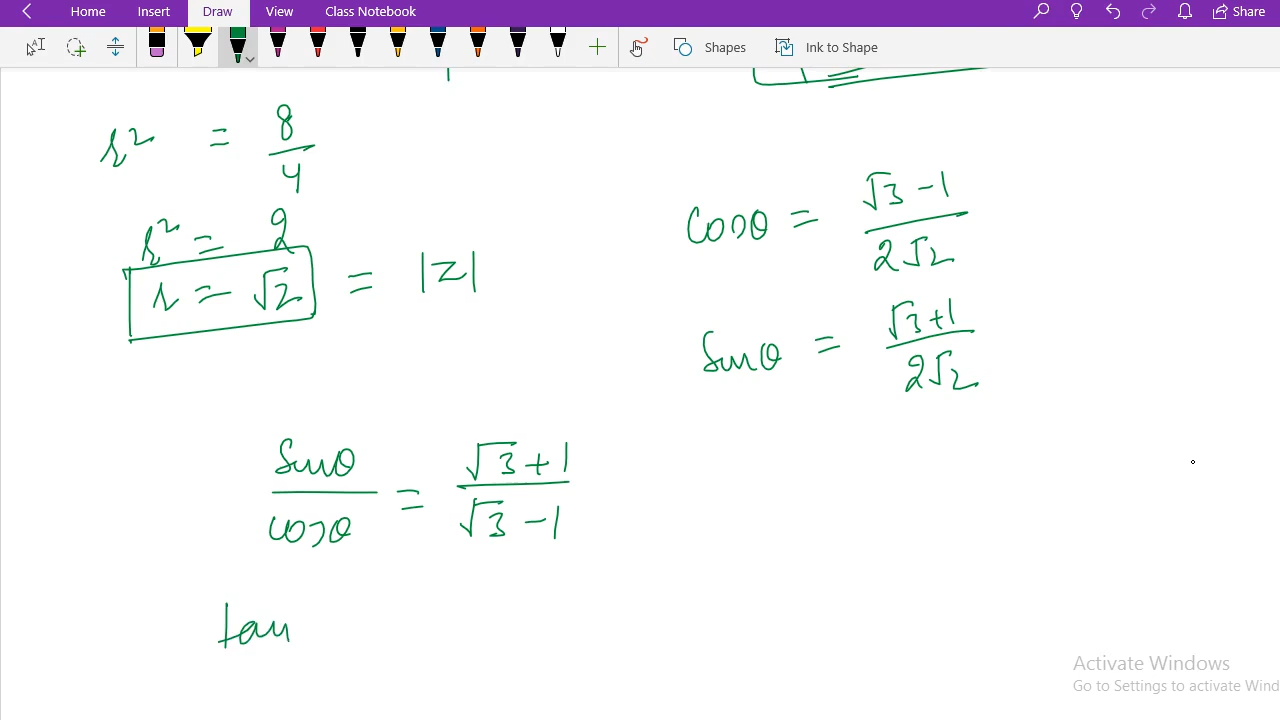 Home Insert Draw View Class Notebook Share
Shapes Ink to Shape
r² = 8/4
r² = 2
r = √2 = |z|
cosθ = (√3 - 1)/(2√2)
sinθ = (√3 + 1)/(2√2)
sinθ/cosθ = (√3 + 1)/(√3 - 1)
tan
Activate Windows
Go to Settings to activate Wind